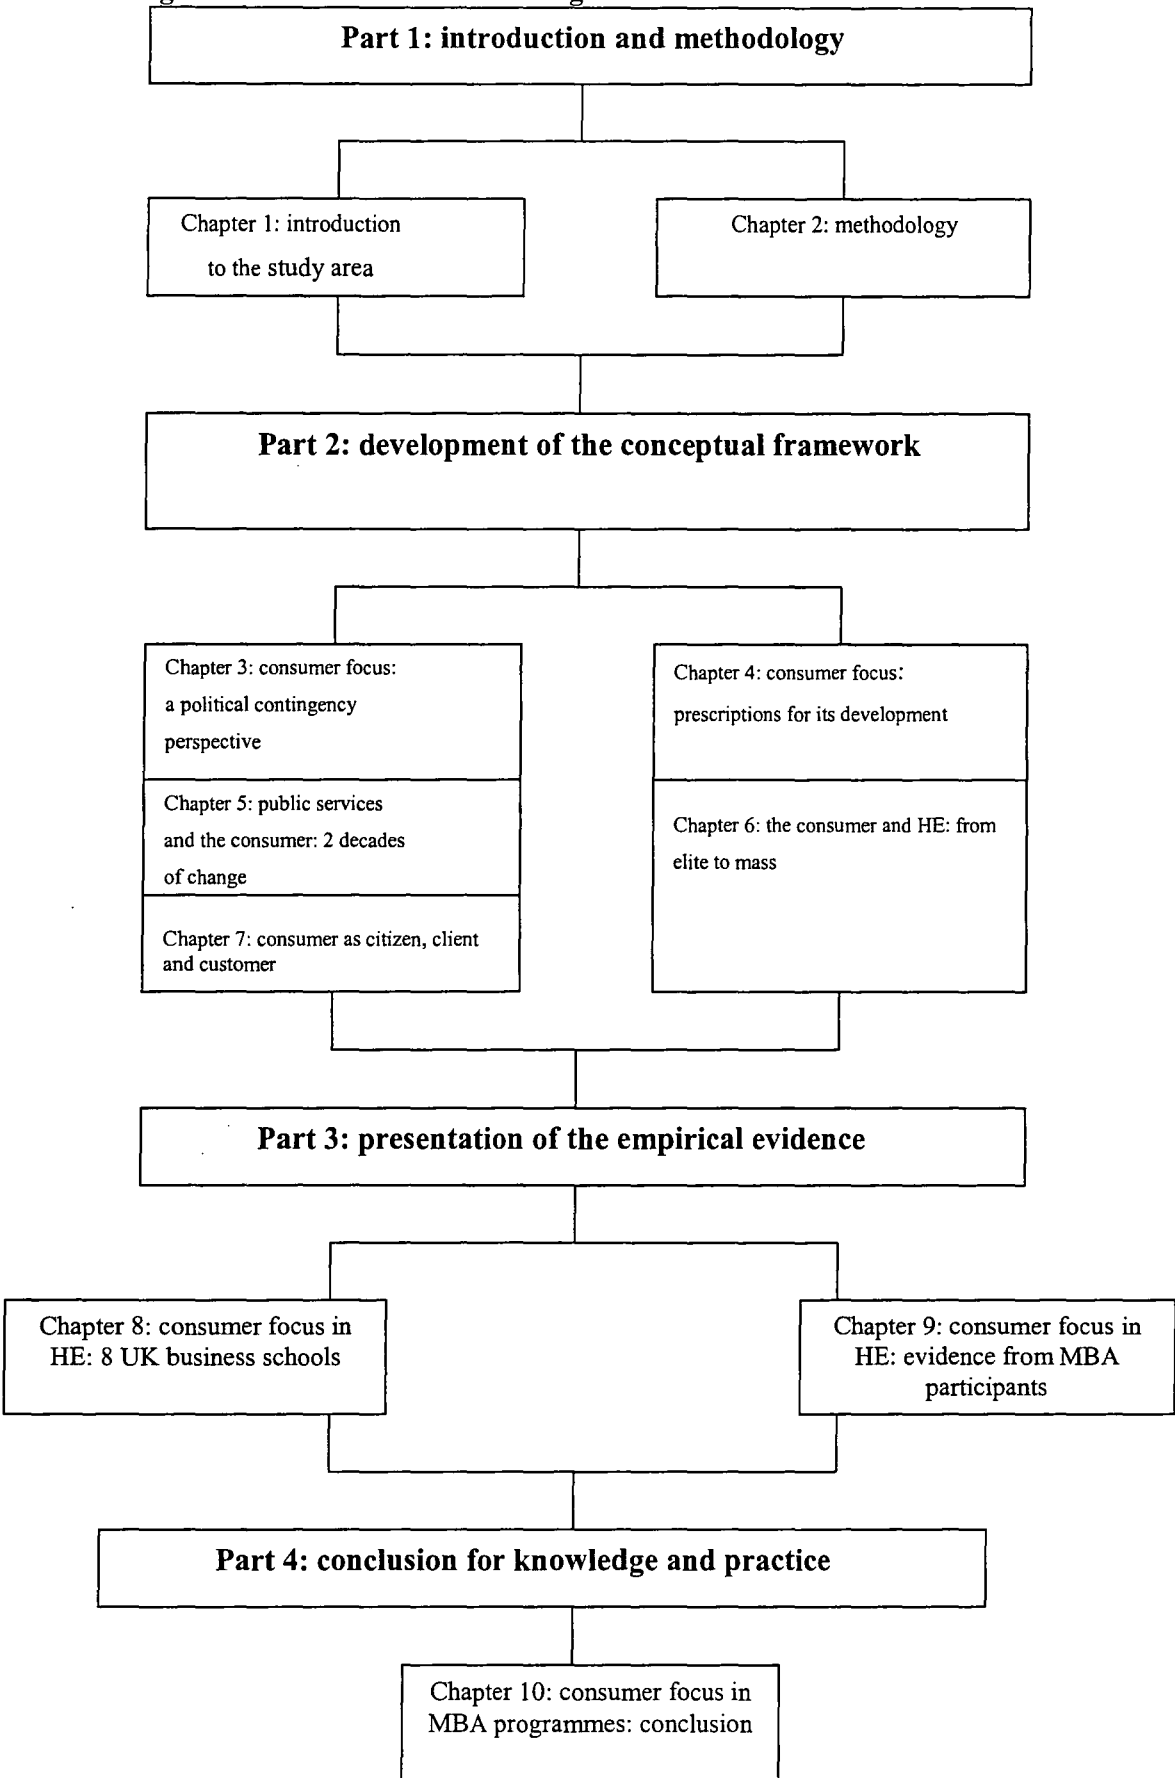 Part 1: introduction and methodology
Chapter 1: introduction
to the study area
Chapter 2: methodology
Part 2: development of the conceptual framework
Chapter 3: consumer focus:
a political contingency
perspective
Chapter 5: public services
and the consumer: 2 decades
of change
Chapter 7: consumer as citizen, client
and customer
Chapter 4: consumer focus:
prescriptions for its development
Chapter 6: the consumer and HE: from
elite to mass
Part 3: presentation of the empirical evidence
Chapter 8: consumer focus in
HE: 8 UK business schools
Chapter 9: consumer focus in
HE: evidence from MBA
participants
Part 4: conclusion for knowledge and practice
Chapter 10: consumer focus in
MBA programmes: conclusion